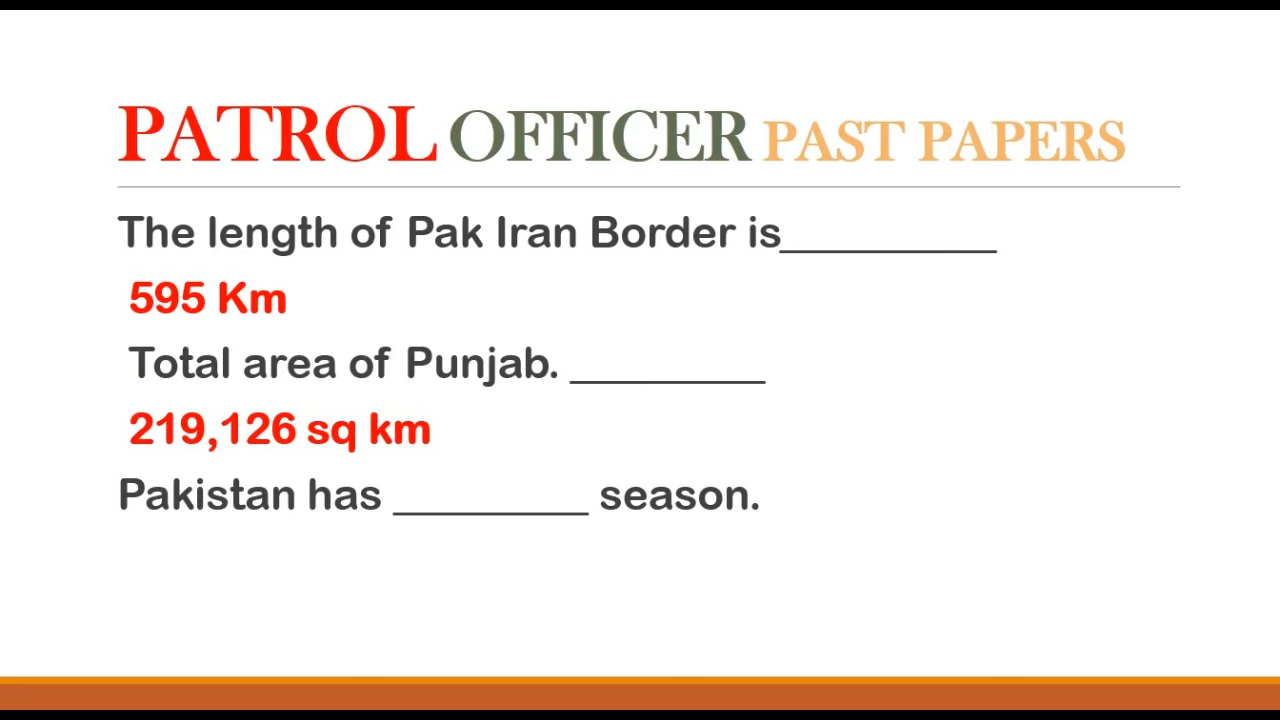 PATROL OFFICER PAST PAPERS
The length of Pak Iran Border is__________
595 Km
Total area of Punjab. _________
219,126 sq km
Pakistan has _________ season.